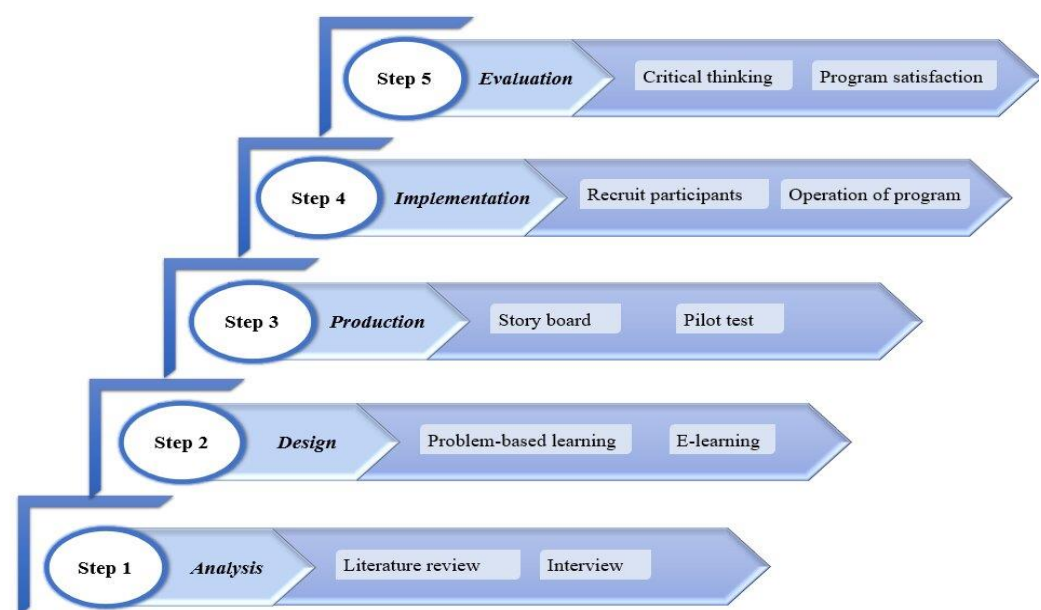 Step 5 Evaluation Critical thinking Program satisfaction
Step 4 Implementation Recruit participants Operation of program
Step 3 Production Story board Pilot test
Step 2 Design Problem-based learning E-learning
Step 1 Analysis Literature review Interview